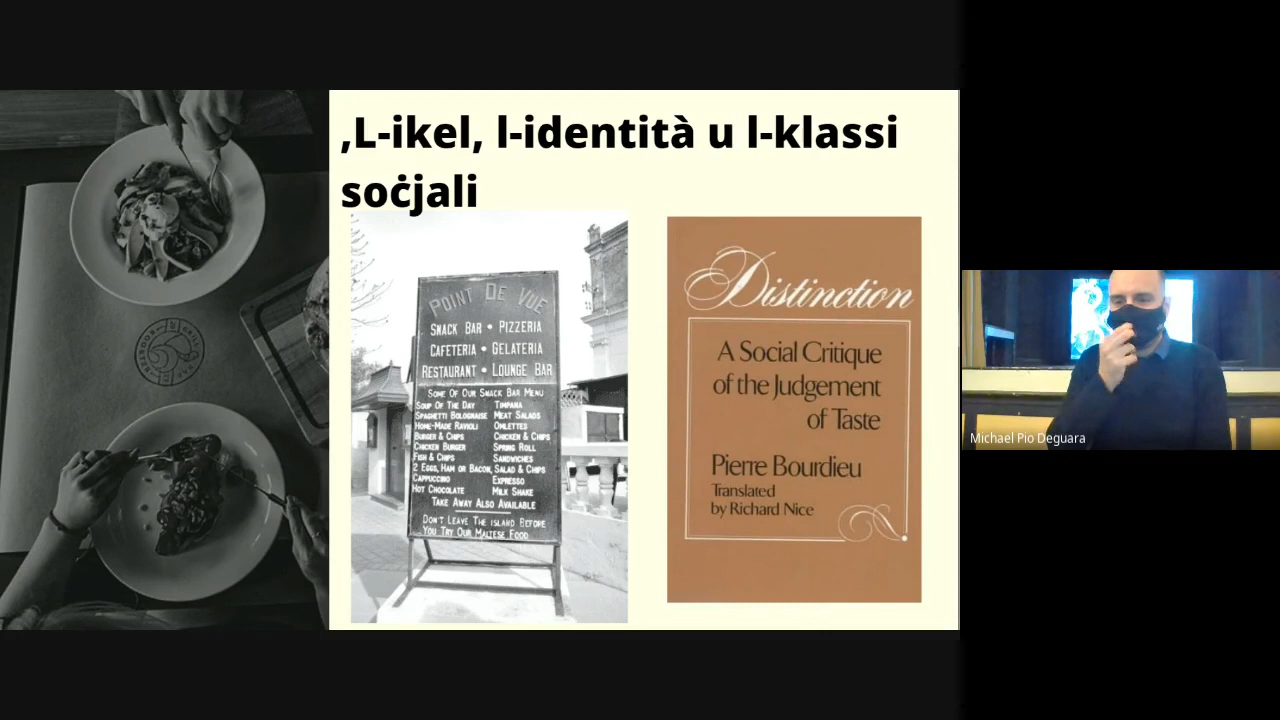 ,L-ikel, l-identità u l-klassi
soċjali
POINT DE VUE
SNACK BAR • PIZZERIA
CAFETERIA • GELATERIA
RESTAURANT • LOUNGE BAR
SOME OF OUR SNACK BAR MENU
SOUP OF THE DAY TIMPANA
SPAGHETTI BOLOGNAISE MEAT SALADS
HOME-MADE RAVIOLI OMLETTES
BURGER & CHIPS CHICKEN & CHIPS
CHICKEN BURGER SPRING ROLL
FISH & CHIPS SANDWICHES
2 EGGS, HAM OR BACON, SALAD & CHIPS
CAPPUCCINO EXPRESSO
HOT CHOCOLATE MILK SHAKE
TAKE AWAY ALSO AVAILABLE
DON'T LEAVE THE ISLAND BEFORE
YOU TRY OUR MALTESE FOOD
Distinction
A Social Critique
of the Judgement
of Taste
Pierre Bourdieu
Translated
by Richard Nice
Michael Pio Deguara